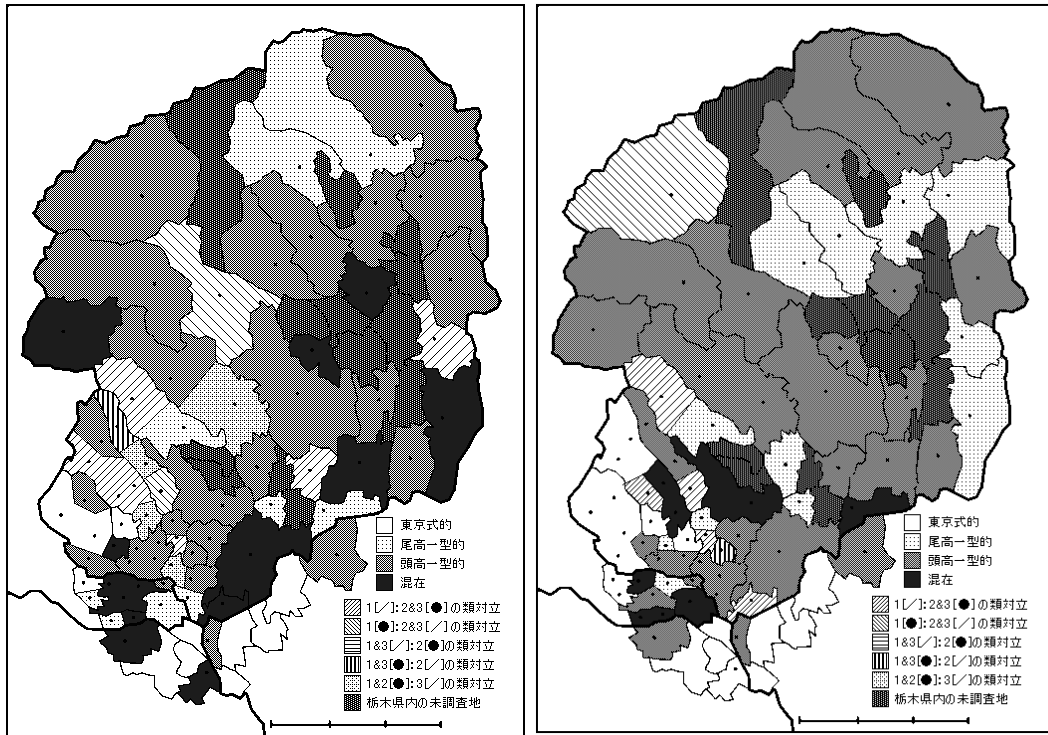 東京式的
尾高一型的
頭高一型的
混在
1[／]:2&3[●]の類対立
1[●]:2&3[／]の類対立
1&3[／]:2[●]の類対立
1&3[●]:2[／]の類対立
1&2[●]:3[／]の類対立
栃木県内の未調査地
東京式的
尾高一型的
頭高一型的
混在
1[／]:2&3[●]の類対立
1[●]:2&3[／]の類対立
1&3[／]:2[●]の類対立
1&3[●]:2[／]の類対立
1&2[●]:3[／]の類対立
栃木県内の未調査地